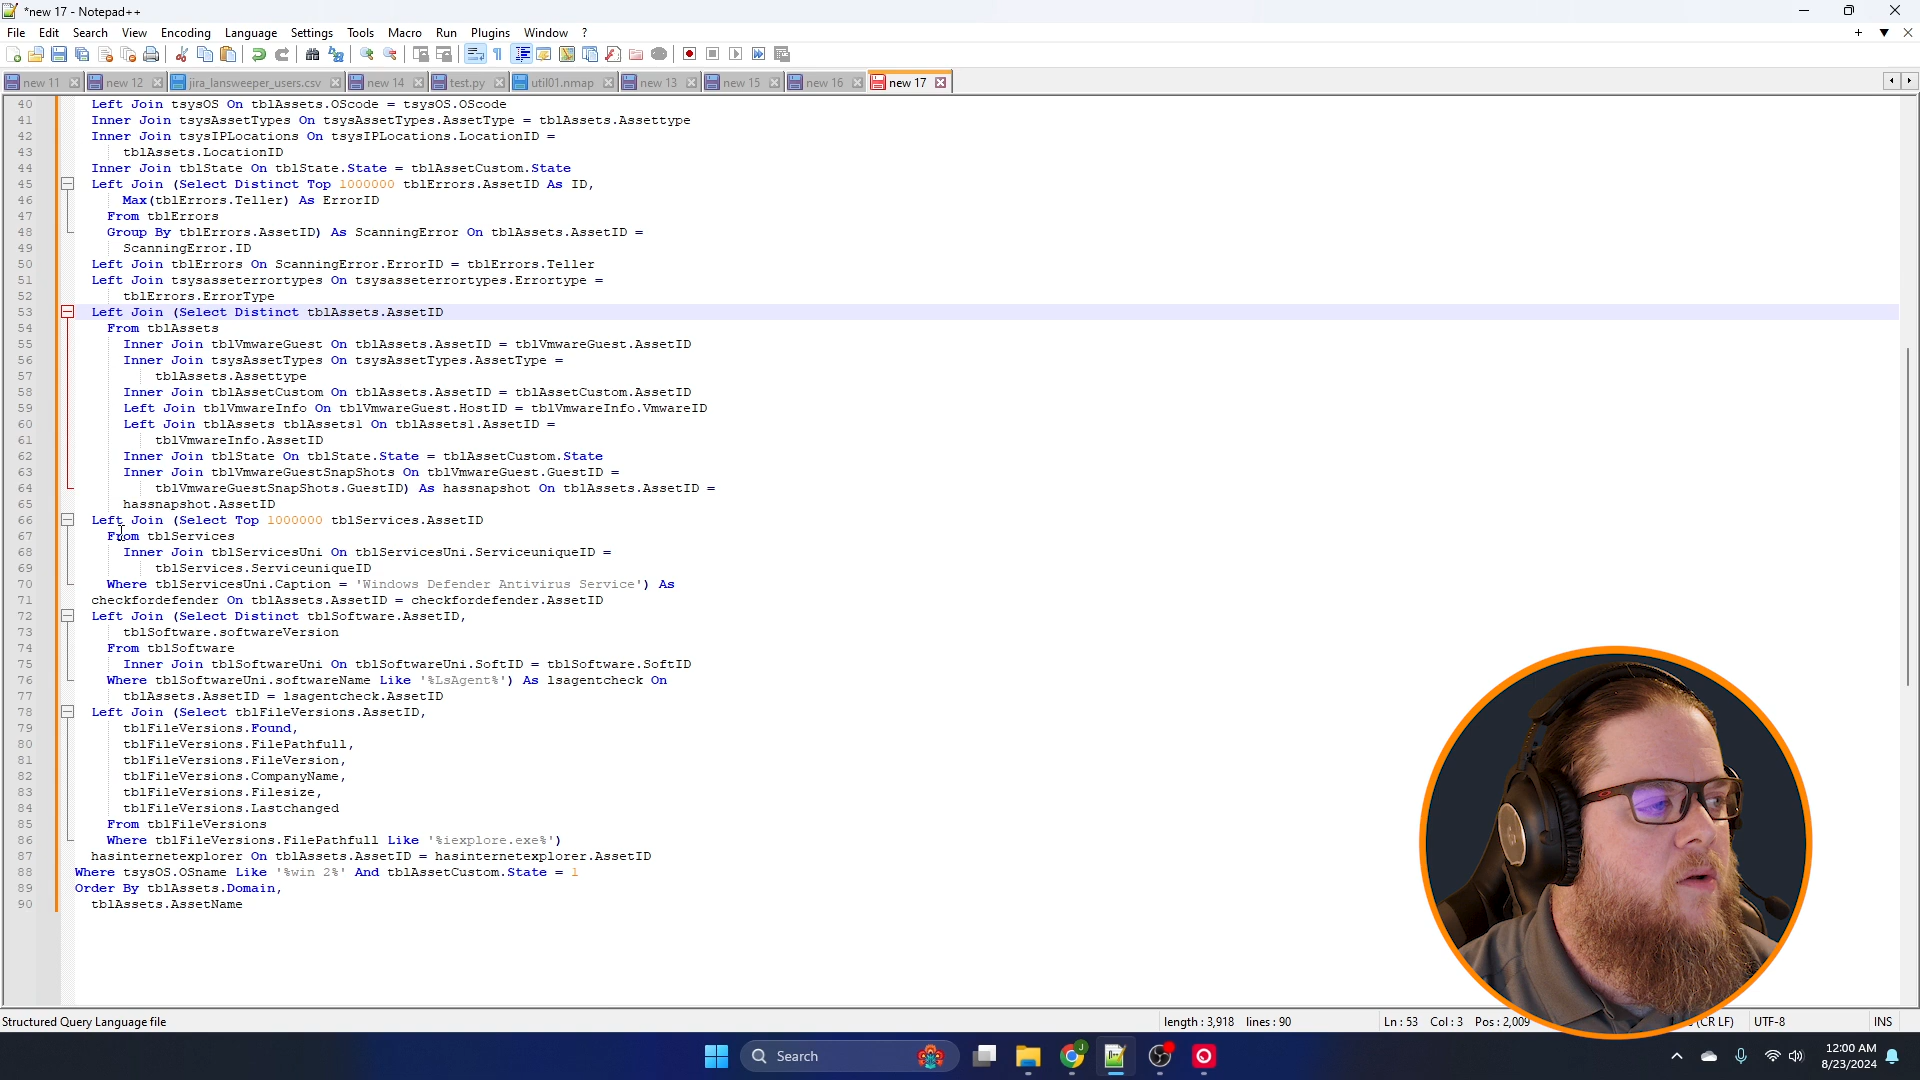 *new 17 - Notepad++
File Edit Search View Encoding Language Settings Tools Macro Run Plugins Window ?
new 11 new 12 jira_lansweeper_users.csv new 14 test.py util01.nmap new 13 new 15 new 16 new 17
40 Left Join tsysOS On tblAssets.OScode = tsysOS.OScode
41 Inner Join tsysAssetTypes On tsysAssetTypes.AssetType = tblAssets.Assettype
42 Inner Join tsysIPLocations On tsysIPLocations.LocationID =
43 tblAssets.LocationID
44 Inner Join tblState On tblState.State = tblAssetCustom.State
45 Left Join (Select Distinct Top 1000000 tblErrors.AssetID As ID,
46 Max(tblErrors.Teller) As ErrorID
47 From tblErrors
48 Group By tblErrors.AssetID) As ScanningError On tblAssets.AssetID =
49 ScanningError.ID
50 Left Join tblErrors On ScanningError.ErrorID = tblErrors.Teller
51 Left Join tsysasseterrortypes On tsysasseterrortypes.Errortype =
52 tblErrors.ErrorType
53 Left Join (Select Distinct tblAssets.AssetID
54 From tblAssets
55 Inner Join tblVmwareGuest On tblAssets.AssetID = tblVmwareGuest.AssetID
56 Inner Join tsysAssetTypes On tsysAssetTypes.AssetType =
57 tblAssets.Assettype
58 Inner Join tblAssetCustom On tblAssets.AssetID = tblAssetCustom.AssetID
59 Left Join tblVmwareInfo On tblVmwareGuest.HostID = tblVmwareInfo.VmwareID
60 Left Join tblAssets tblAssets1 On tblAssets1.AssetID =
61 tblVmwareInfo.AssetID
62 Inner Join tblState On tblState.State = tblAssetCustom.State
63 Inner Join tblVmwareGuestSnapShots On tblVmwareGuest.GuestID =
64 tblVmwareGuestSnapShots.GuestID) As hassnapshot On tblAssets.AssetID =
65 hassnapshot.AssetID
66 Left Join (Select Top 1000000 tblServices.AssetID
67 From tblServices
68 Inner Join tblServicesUni On tblServicesUni.ServiceuniqueID =
69 tblServices.ServiceuniqueID
70 Where tblServicesUni.Caption = 'Windows Defender Antivirus Service') As
71 checkfordefender On tblAssets.AssetID = checkfordefender.AssetID
72 Left Join (Select Distinct tblSoftware.AssetID,
73 tblSoftware.softwareVersion
74 From tblSoftware
75 Inner Join tblSoftwareUni On tblSoftwareUni.SoftID = tblSoftware.SoftID
76 Where tblSoftwareUni.softwareName Like '%LsAgent%') As lsagentcheck On
77 tblAssets.AssetID = lsagentcheck.AssetID
78 Left Join (Select tblFileVersions.AssetID,
79 tblFileVersions.Found,
80 tblFileVersions.FilePathfull,
81 tblFileVersions.FileVersion,
82 tblFileVersions.CompanyName,
83 tblFileVersions.Filesize,
84 tblFileVersions.Lastchanged
85 From tblFileVersions
86 Where tblFileVersions.FilePathfull Like '%iexplore.exe%')
87 hasinternetexplorer On tblAssets.AssetID = hasinternetexplorer.AssetID
88 Where tsysOS.OSname Like '%win 2%' And tblAssetCustom.State = 1
89 Order By tblAssets.Domain,
90 tblAssets.AssetName
Structured Query Language file length : 3,918 lines : 90 Ln : 53 Col : 3 Pos : 2,009 (CR LF) UTF-8 INS
Search 12:00 AM
8/23/2024